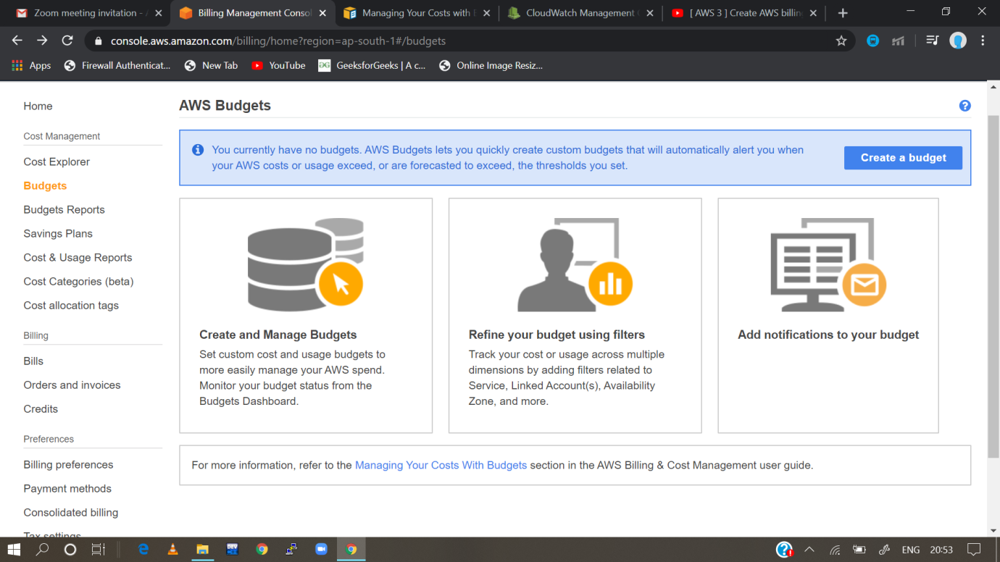 Zoom meeting invitation - A
Billing Management Consol
Managing Your Costs with B
CloudWatch Management C
[ AWS 3 ] Create AWS billin
console.aws.amazon.com/billing/home?region=ap-south-1#/budgets
Apps
Firewall Authenticat...
New Tab
YouTube
GeeksforGeeks | A c...
Online Image Resiz...
Home
Cost Management
Cost Explorer
Budgets
Budgets Reports
Savings Plans
Cost & Usage Reports
Cost Categories (beta)
Cost allocation tags
Billing
Bills
Orders and invoices
Credits
Preferences
Billing preferences
Payment methods
Consolidated billing
Tax settings
AWS Budgets
You currently have no budgets. AWS Budgets lets you quickly create custom budgets that will automatically alert you when
your AWS costs or usage exceed, or are forecasted to exceed, the thresholds you set.
Create a budget
Create and Manage Budgets
Set custom cost and usage budgets to
more easily manage your AWS spend.
Monitor your budget status from the
Budgets Dashboard.
Refine your budget using filters
Track your cost or usage across multiple
dimensions by adding filters related to
Service, Linked Account(s), Availability
Zone, and more.
Add notifications to your budget
For more information, refer to the Managing Your Costs With Budgets section in the AWS Billing & Cost Management user guide.
DEV
ENG
20:53